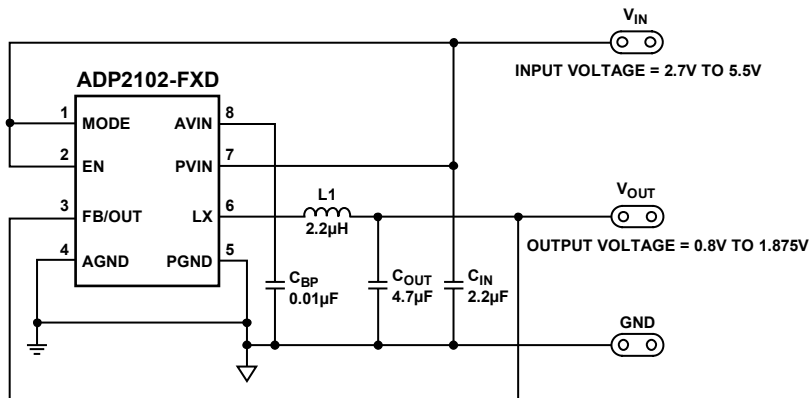 VIN
INPUT VOLTAGE = 2.7V TO 5.5V
ADP2102-FXD
1 MODE AVIN 8
2 EN PVIN 7
3 FB/OUT LX 6
4 AGND PGND 5
L1
2.2µH
VOUT
OUTPUT VOLTAGE = 0.8V TO 1.875V
CBP
0.01µF
COUT
4.7µF
CIN
2.2µF
GND